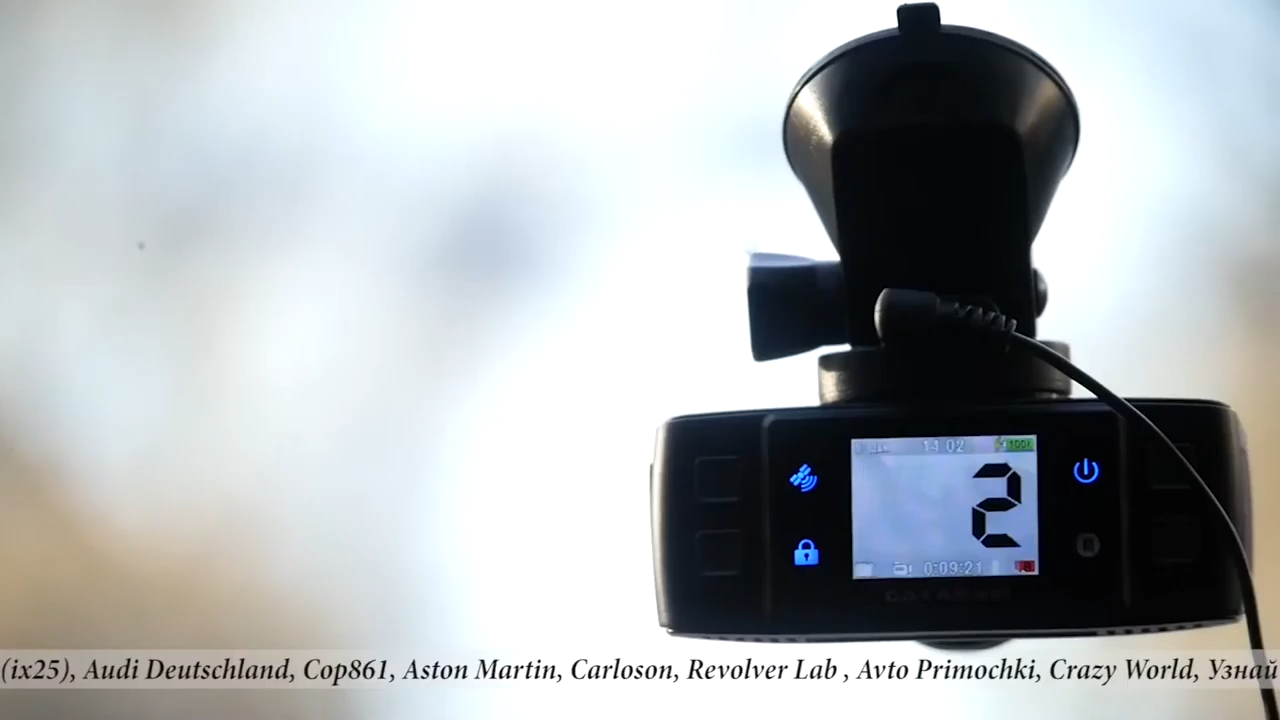 14 02
100%
2
0:09:21
(ix25), Audi Deutschland, Cop861, Aston Martin, Carloson, Revolver Lab , Avto Primochki, Crazy World, Узнай